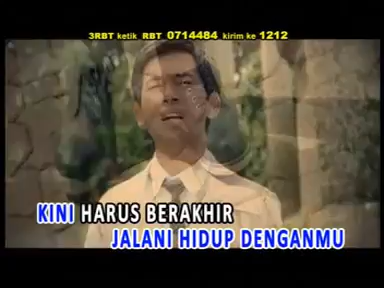 3RBT ketik RBT 0714484 kirim ke 1212
KINI HARUS BERAKHIR
JALANI HIDUP DENGANMU